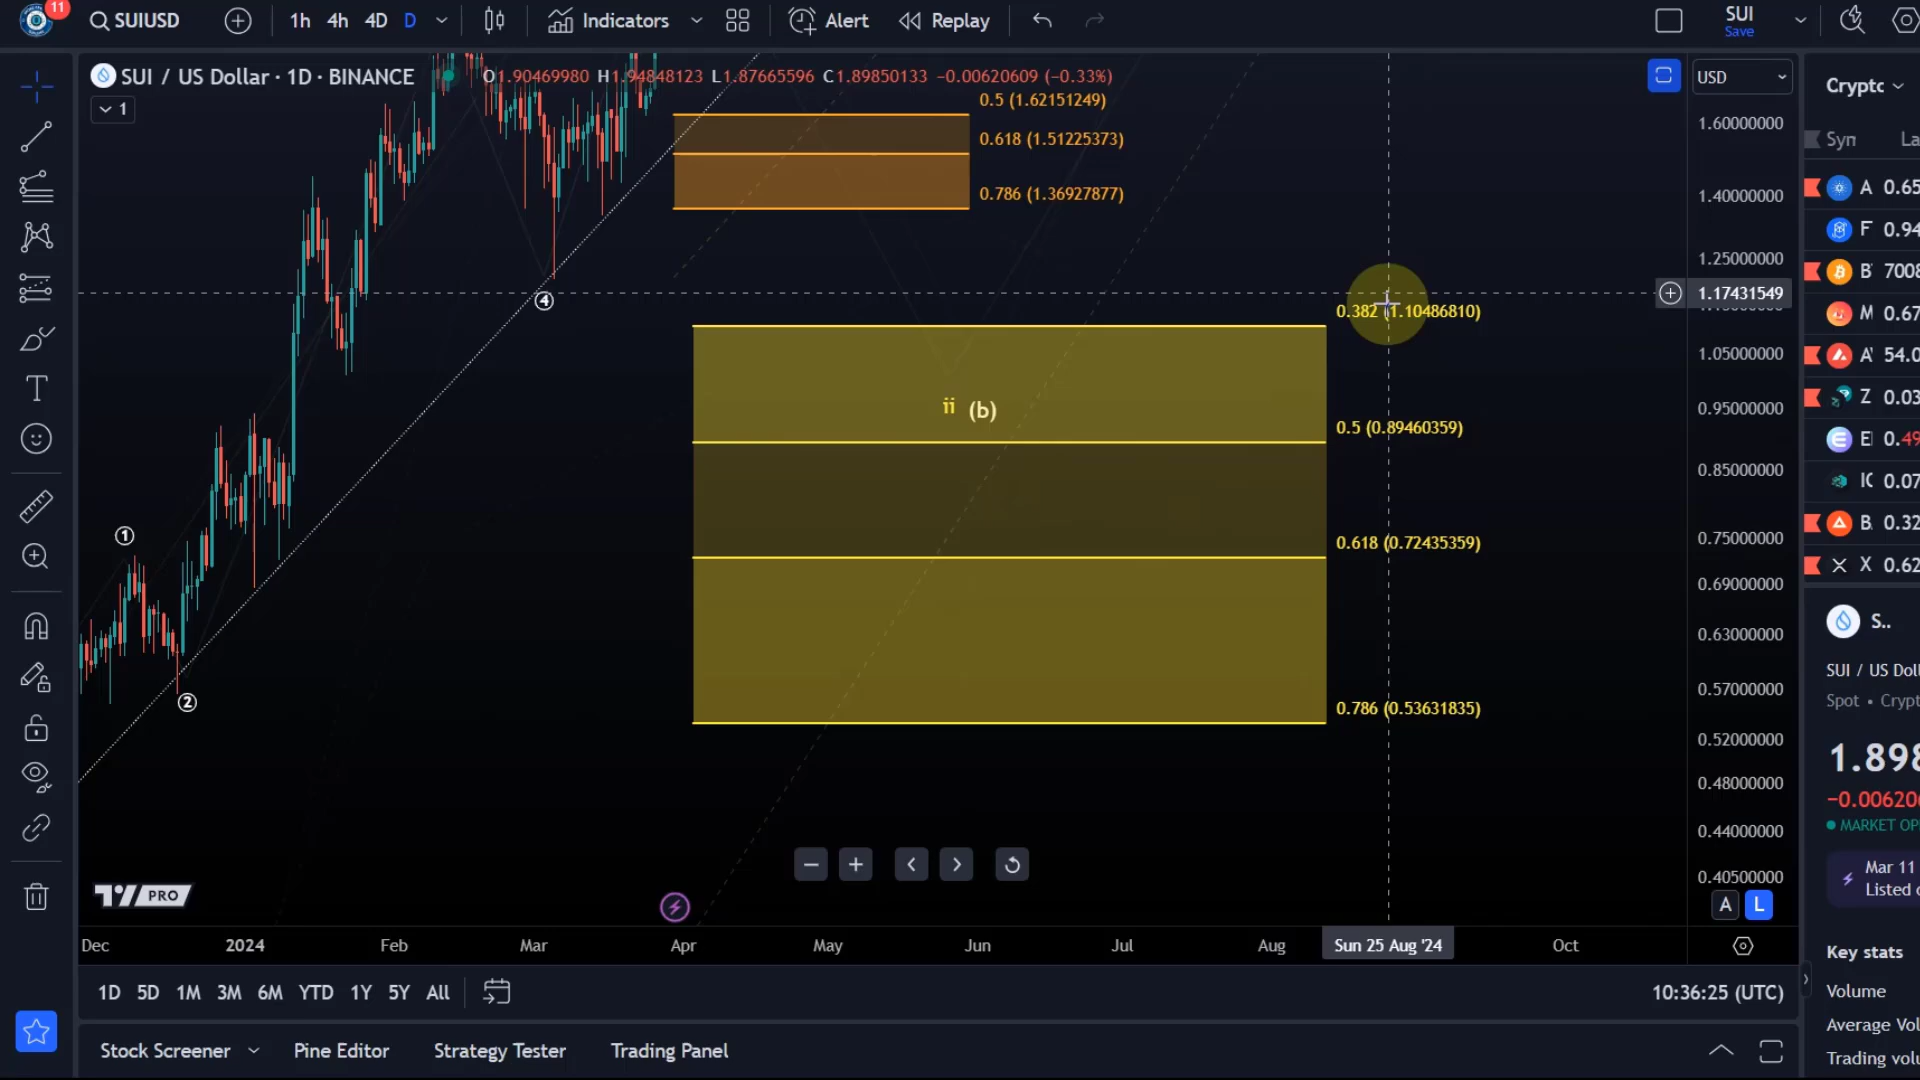 11
SUIUSD
1h 4h 4D D
Indicators
Alert
Replay
SUI
Save
SUI / US Dollar · 1D · BINANCE
O1.90469980 H1.94848123 L1.87665596 C1.89850133 −0.00620609 (−0.33%)
1
USD
0.5 (1.62151249)
0.618 (1.51225373)
0.786 (1.36927877)
0.382 (1.10486810)
0.5 (0.89460359)
0.618 (0.72435359)
0.786 (0.53631835)
ii (b)
①
②
④
1.60000000
1.40000000
1.25000000
1.17431549
1.05000000
0.95000000
0.85000000
0.75000000
0.69000000
0.63000000
0.57000000
0.52000000
0.48000000
0.44000000
0.40500000
A L
PRO
Dec 2024 Feb Mar Apr May Jun Jul Aug Sun 25 Aug '24 Oct
1D 5D 1M 3M 6M YTD 1Y 5Y All
10:36:25 (UTC)
Stock Screener Pine Editor Strategy Tester Trading Panel
Cryptc
Syn La
A 0.65
F 0.94
B 7008
M 0.67
A 54.0
Z 0.03
E 0.49
IC 0.07
B 0.32
X 0.62
S..
SUI / US Doll
Spot • Crypt
1.898
−0.00620
MARKET OP
Mar 11
Listed
Key stats
Volume
Average Vol
Trading volu